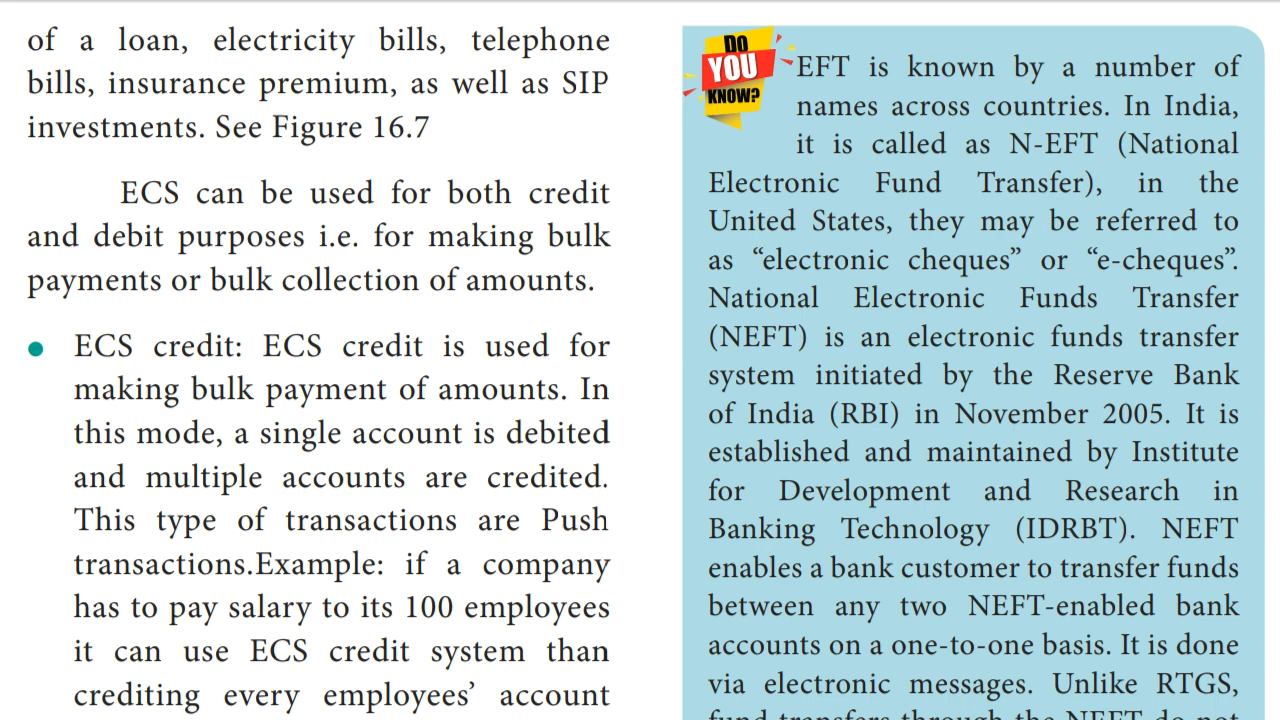 of a loan, electricity bills, telephone
bills, insurance premium, as well as SIP
investments. See Figure 16.7
ECS can be used for both credit
and debit purposes i.e. for making bulk
payments or bulk collection of amounts.
● ECS credit: ECS credit is used for
making bulk payment of amounts. In
this mode, a single account is debited
and multiple accounts are credited.
This type of transactions are Push
transactions.Example: if a company
has to pay salary to its 100 employees
it can use ECS credit system than
crediting every employees’ account
DO
YOU
KNOW?
EFT is known by a number of
names across countries. In India,
it is called as N-EFT (National
Electronic Fund Transfer), in the
United States, they may be referred to
as “electronic cheques” or “e-cheques”.
National Electronic Funds Transfer
(NEFT) is an electronic funds transfer
system initiated by the Reserve Bank
of India (RBI) in November 2005. It is
established and maintained by Institute
for Development and Research in
Banking Technology (IDRBT). NEFT
enables a bank customer to transfer funds
between any two NEFT-enabled bank
accounts on a one-to-one basis. It is done
via electronic messages. Unlike RTGS,
fund transfers through the NEFT do not